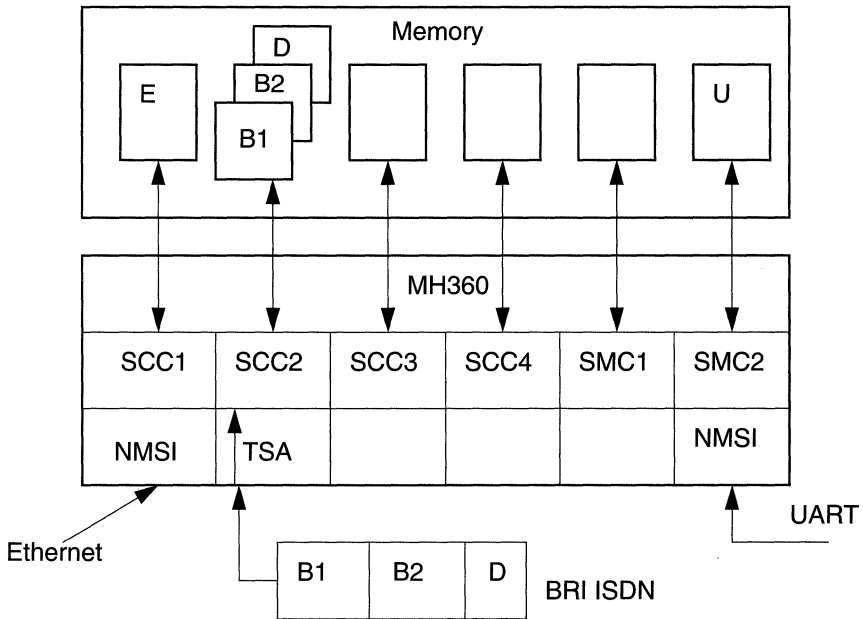 Memory
D
B2
B1
E
U
MH360
SCC1 SCC2 SCC3 SCC4 SMC1 SMC2
NMSI TSA NMSI
Ethernet
UART
B1 B2 D
BRI ISDN